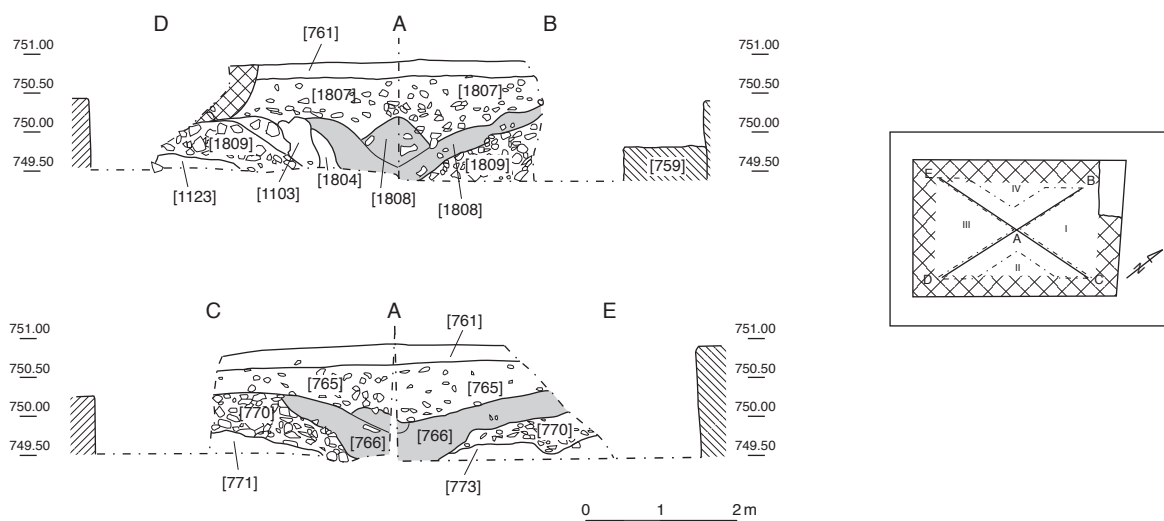 D A B
[761]
751.00 751.00
750.50 750.50
[1807] [1807]
750.00 750.00
[1809] [1809]
749.50 [759] 749.50
[1123] [1103] [1804] [1808] [1808]
E B
IV
III I
A
II
D C
N
C A E
[761]
751.00 751.00
750.50 750.50
[765] [765]
750.00 750.00
[770] [770]
[766] [766]
749.50 749.50
[771] [773]
0 1 2 m